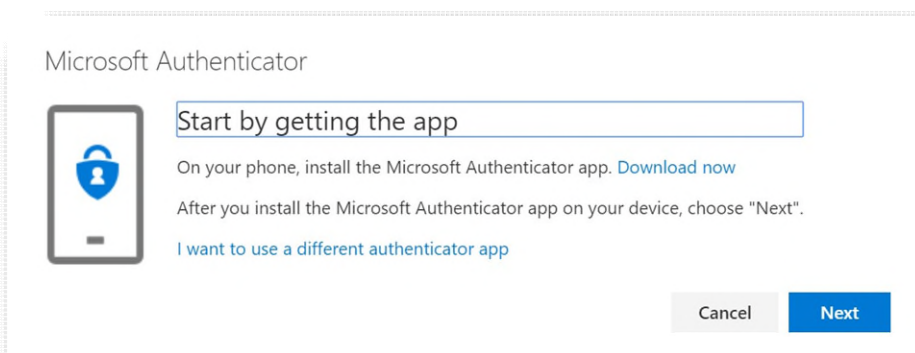 Microsoft Authenticator
Start by getting the app
On your phone, install the Microsoft Authenticator app. Download now
After you install the Microsoft Authenticator app on your device, choose "Next".
I want to use a different authenticator app
Cancel Next